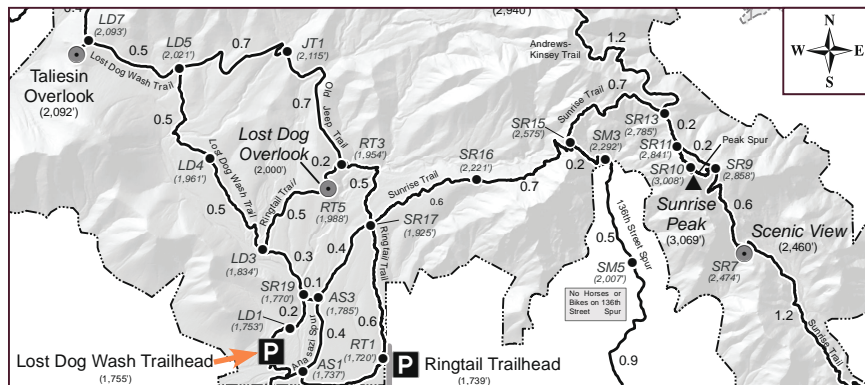 0.4
LD7
(2,093')
Taliesin
Overlook
(2,092')
0.5
Lost Dog Wash Trail
LD5
(2,021')
0.7
JT1
(2,115')
0.7
Old Jeep Trail
0.5
LD4
(1,961')
Lost Dog Wash Trail
0.5
Lost Dog
Overlook
(2,000')
0.2
RT3
(1,954')
Ringtail Trail
0.5
RT5
(1,988')
0.5
LD3
(1,834')
0.3
0.4
SR17
(1,925')
Ringtail Trail
0.6
SR19
(1,770')
0.1
AS3
(1,785')
LD1
(1,753')
0.2
0.4
Anasazi Spur
AS1
(1,737')
RT1
(1,720')
P
Lost Dog Wash Trailhead
(1,755')
P
Ringtail Trailhead
(1,739')
Sunrise Trail
0.6
SR16
(2,221')
0.7
SR15
(2,575')
0.2
SM3
(2,292')
Sunrise Trail
0.7
2,940')
Andrews-
Kinsey Trail
1.2
SR13
(2,785')
0.2
SR11
(2,841')
0.2
Peak Spur
SR10
(3,008')
SR9
(2,858')
Sunrise
Peak
(3,069')
0.6
Scenic View
(2,460')
SR7
(2,474')
1.2
Sunrise Trail
136th Street Spur
0.5
SM5
(2,007')
No Horses or
Bikes on 136th
Street Spur
0.9
N
W E
S